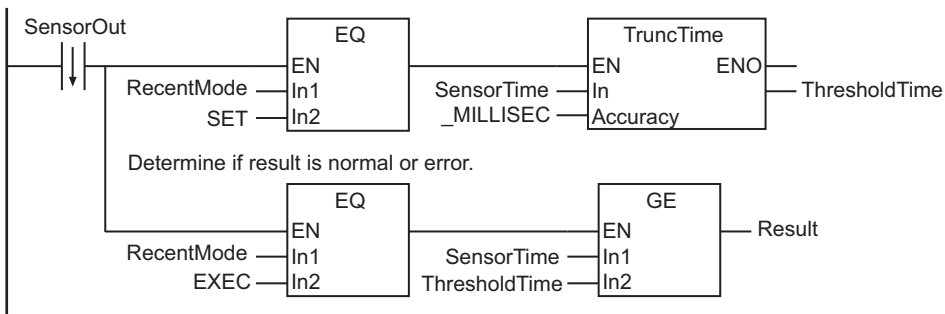 SensorOut
EQ
TruncTime
EN
EN ENO
RecentMode In1
SensorTime In ThresholdTime
SET In2
_MILLISEC Accuracy
Determine if result is normal or error.
EQ
GE
EN
EN Result
RecentMode In1
SensorTime In1
EXEC In2
ThresholdTime In2